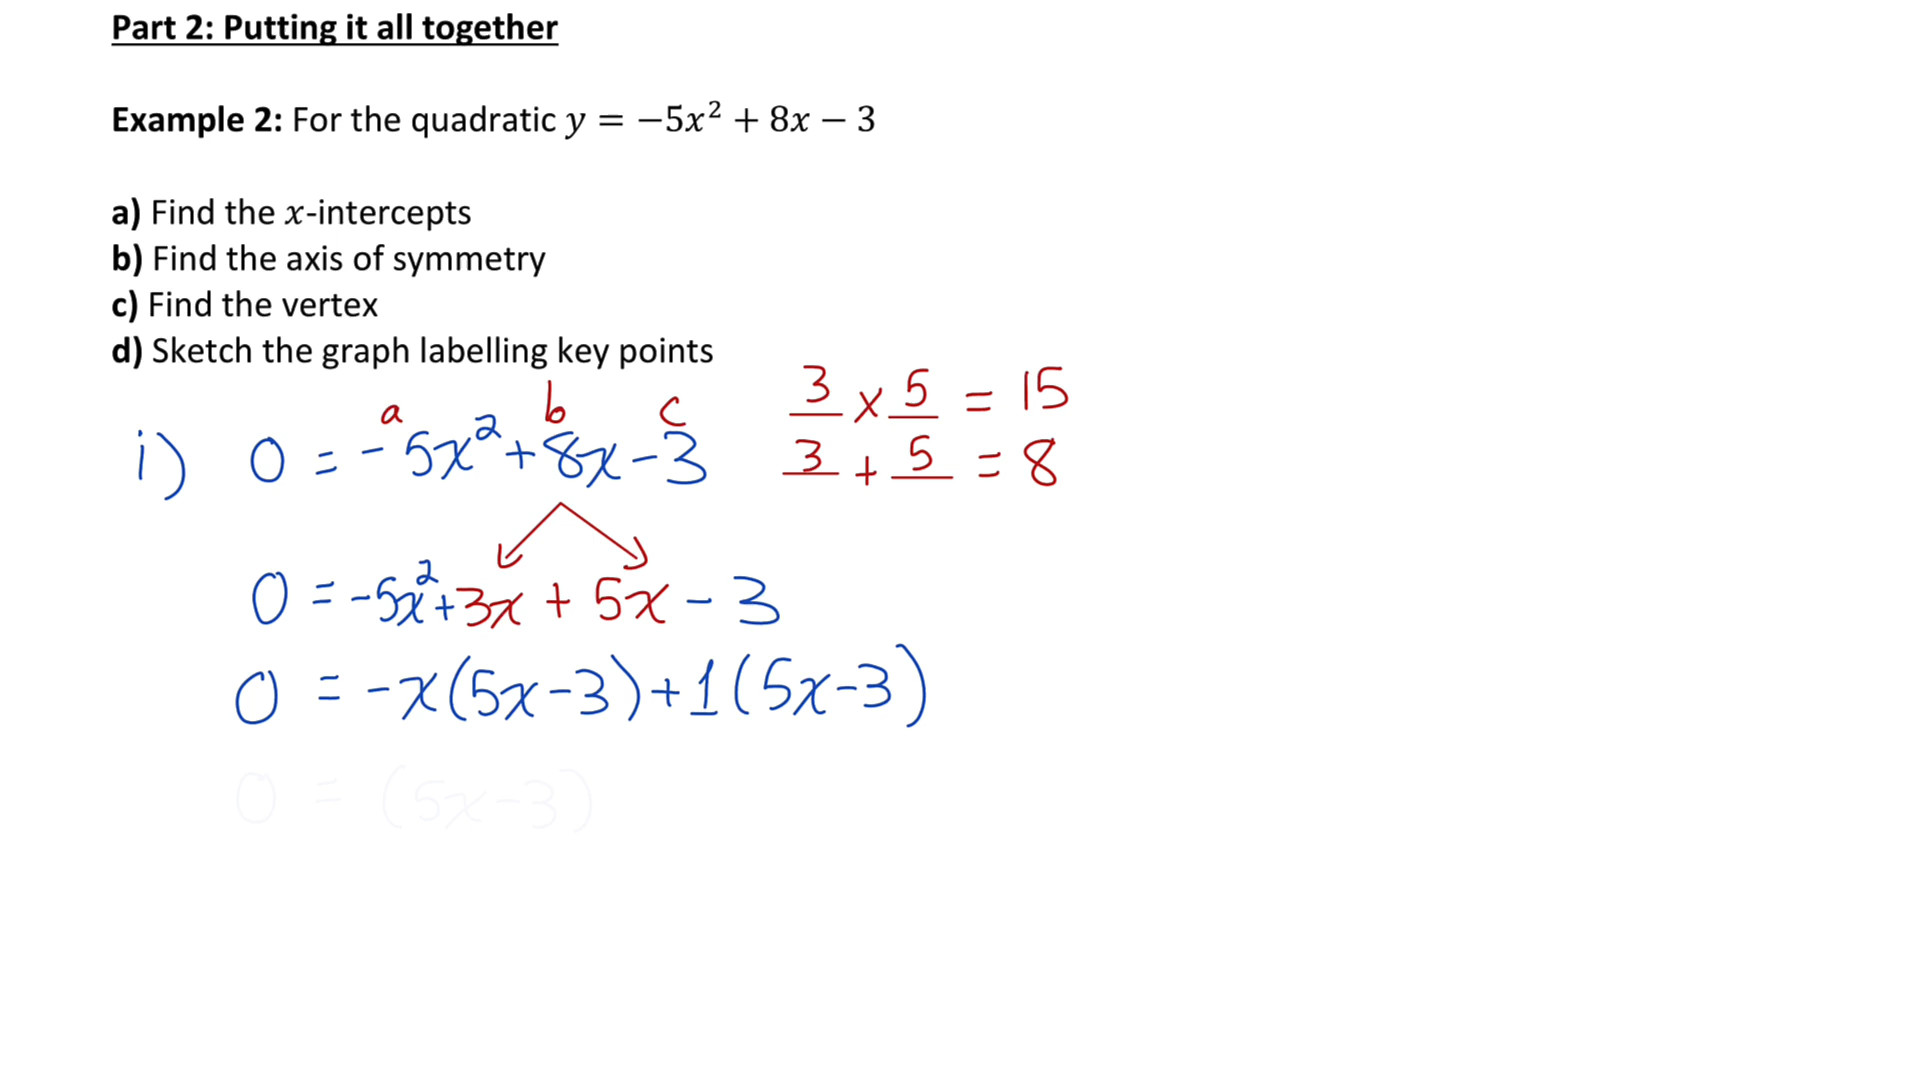 Part 2: Putting it all together
Example 2: For the quadratic y = −5x² + 8x − 3
a) Find the x-intercepts
b) Find the axis of symmetry
c) Find the vertex
d) Sketch the graph labelling key points
3 × 5 = 15
a b c
i) 0 = -5x²+8x-3
3 + 5 = 8
0 = -5x²+3x + 5x - 3
0 = -x(5x-3)+1(5x-3)
0 = (5x-3)